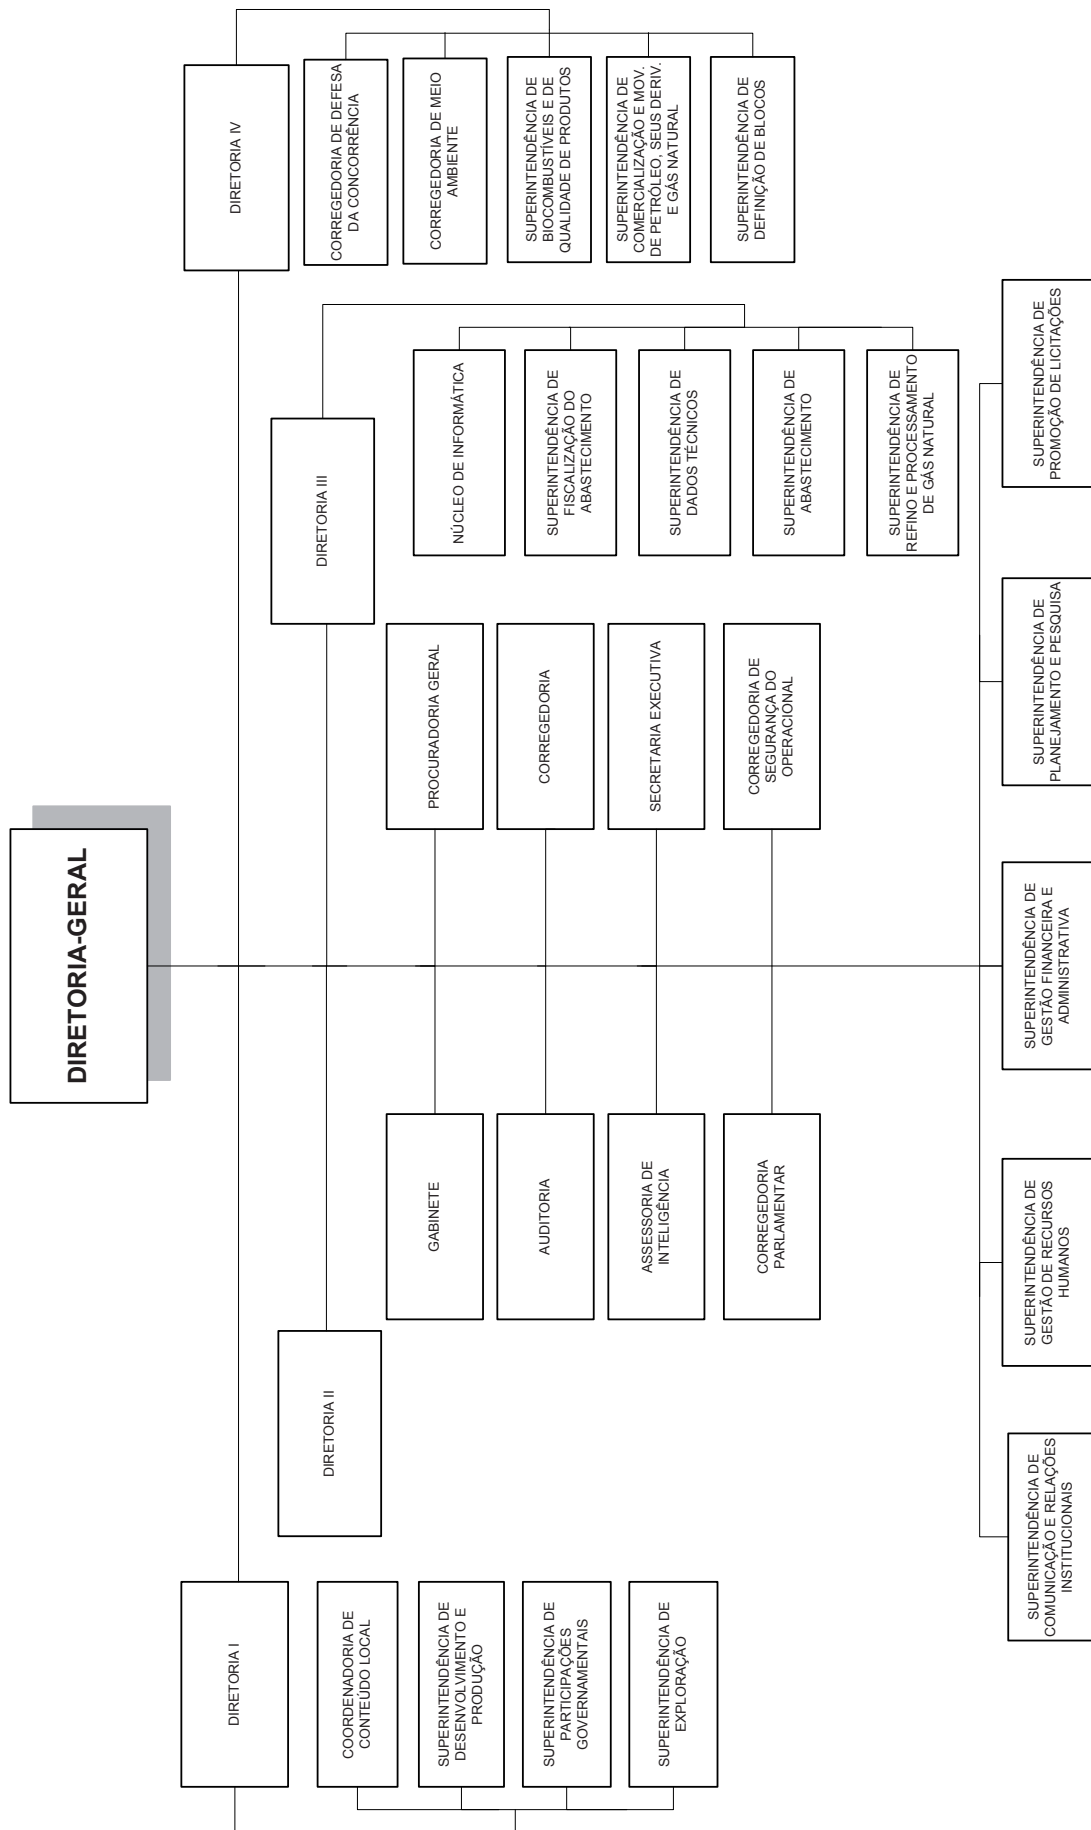 DIRETORIA-GERAL
DIRETORIA I
DIRETORIA IV
DIRETORIA II
DIRETORIA III
COORDENADORIA DE
CONTEÚDO LOCAL
SUPERINTENDÊNCIA DE
DESENVOLVIMENTO E
PRODUÇÃO
SUPERINTENDÊNCIA DE
PARTICIPAÇÕES
GOVERNAMENTAIS
SUPERINTENDÊNCIA DE
EXPLORAÇÃO
GABINETE
AUDITORIA
ASSESSORIA DE
INTELIGÊNCIA
CORREGEDORIA
PARLAMENTAR
PROCURADORIA GERAL
CORREGEDORIA
SECRETARIA EXECUTIVA
CORREGEDORIA DE
SEGURANÇA DO
OPERACIONAL
NÚCLEO DE INFORMÁTICA
SUPERINTENDÊNCIA DE
FISCALIZAÇÃO DO
ABASTECIMENTO
SUPERINTENDÊNCIA DE
DADOS TÉCNICOS
SUPERINTENDÊNCIA DE
ABASTECIMENTO
SUPERINTENDÊNCIA DE
REFINO E PROCESSAMENTO
DE GÁS NATURAL
CORREGEDORIA DE DEFESA
DA CONCORRÊNCIA
CORREGEDORIA DE MEIO
AMBIENTE
SUPERINTENDÊNCIA DE
BIOCOMBUSTÍVEIS E DE
QUALIDADE DE PRODUTOS
SUPERINTENDÊNCIA DE
COMERCIALIZAÇÃO E MOV.
DE PETRÓLEO, SEUS DERIV.
E GÁS NATURAL
SUPERINTENDÊNCIA DE
DEFINIÇÃO DE BLOCOS
SUPERINTENDÊNCIA DE
COMUNICAÇÃO E RELAÇÕES
INSTITUCIONAIS
SUPERINTENDÊNCIA DE
GESTÃO DE RECURSOS
HUMANOS
SUPERINTENDÊNCIA DE
GESTÃO FINANCEIRA E
ADMINISTRATIVA
SUPERINTENDÊNCIA DE
PLANEJAMENTO E PESQUISA
SUPERINTENDÊNCIA DE
PROMOÇÃO DE LICITAÇÕES